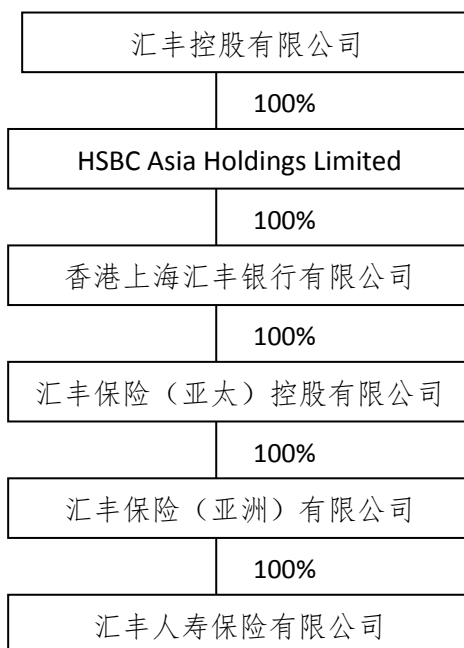 汇丰控股有限公司
100%
HSBC Asia Holdings Limited
100%
香港上海汇丰银行有限公司
100%
汇丰保险（亚太）控股有限公司
100%
汇丰保险（亚洲）有限公司
100%
汇丰人寿保险有限公司